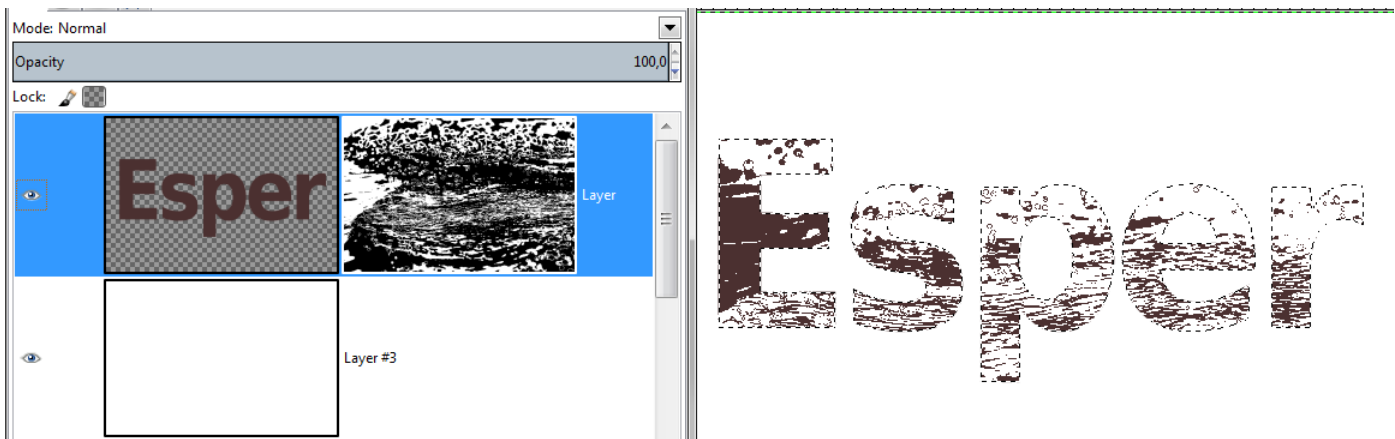 Mode: Normal
Opacity 100,0
Lock:
Esper
Layer
Layer #3
Esper